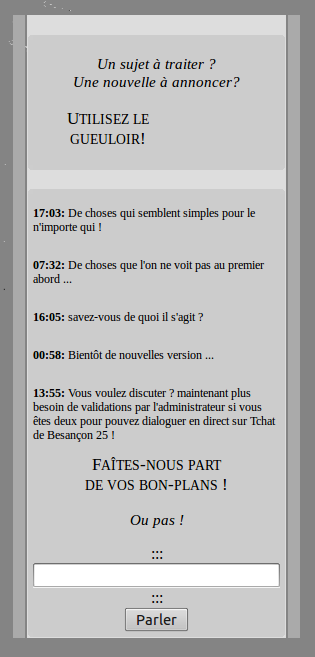 Un sujet à traiter ?
Une nouvelle à annoncer?
UTILISEZ LE
GUEULOIR!
17:03: De choses qui semblent simples pour le
n'importe qui !
07:32: De choses que l'on ne voit pas au premier
abord ...
16:05: savez-vous de quoi il s'agit ?
00:58: Bientôt de nouvelles version ...
13:55: Vous voulez discuter ? maintenant plus
besoin de validations par l'administrateur si vous
êtes deux pour pouvez dialoguer en direct sur Tchat
de Besançon 25 !
FAÎTES-NOUS PART
DE VOS BON-PLANS !
Ou pas !
:::
:::
Parler